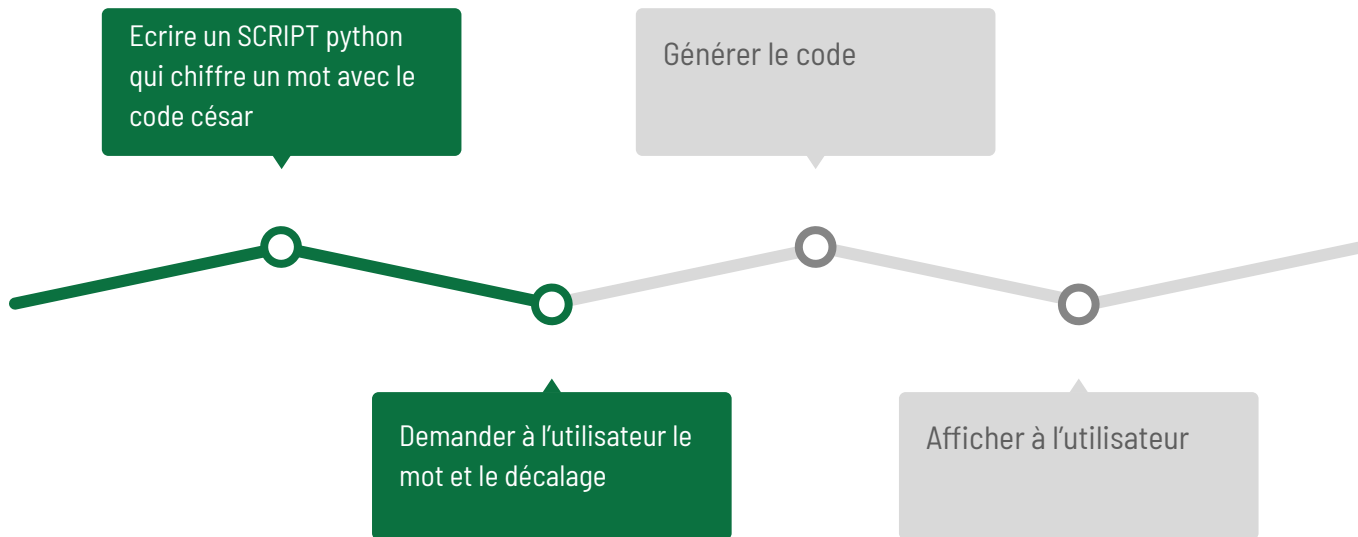 Ecrire un SCRIPT python
qui chiffre un mot avec le
code césar
Demander à l’utilisateur le
mot et le décalage
Générer le code
Afficher à l’utilisateur